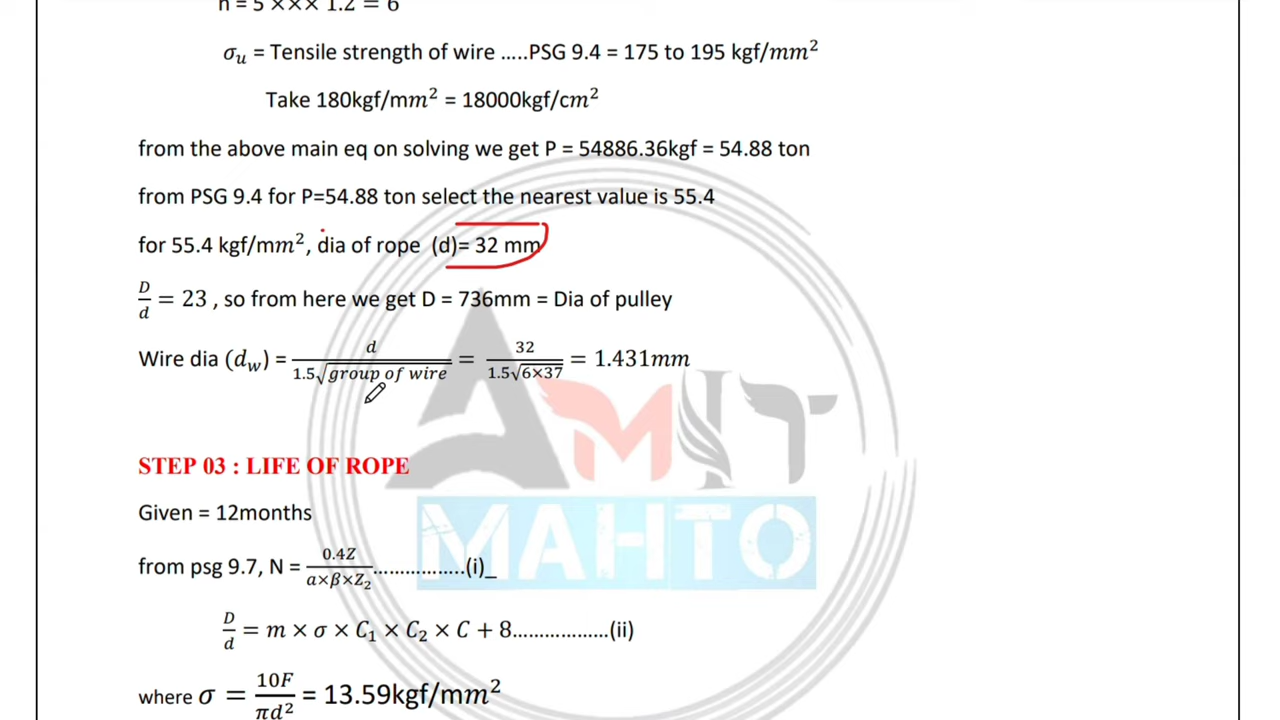 n = 5 ××× 1.2 = 6
σᵤ = Tensile strength of wire .....PSG 9.4 = 175 to 195 kgf/mm²
Take 180kgf/mm² = 18000kgf/cm²
from the above main eq on solving we get P = 54886.36kgf = 54.88 ton
from PSG 9.4 for P=54.88 ton select the nearest value is 55.4
for 55.4 kgf/mm², dia of rope (d)= 32 mm
D/d = 23 , so from here we get D = 736mm = Dia of pulley
Wire dia (d_w) = d/(1.5√(group of wire)) = 32/(1.5√(6×37)) = 1.431mm
AMIT
MAHTO
STEP 03 : LIFE OF ROPE
Given = 12months
from psg 9.7, N = 0.4Z/(a×β×Z₂)..................(i)_
D/d = m × σ × C₁ × C₂ × C + 8..................(ii)
where σ = 10F/(πd²) = 13.59kgf/mm²